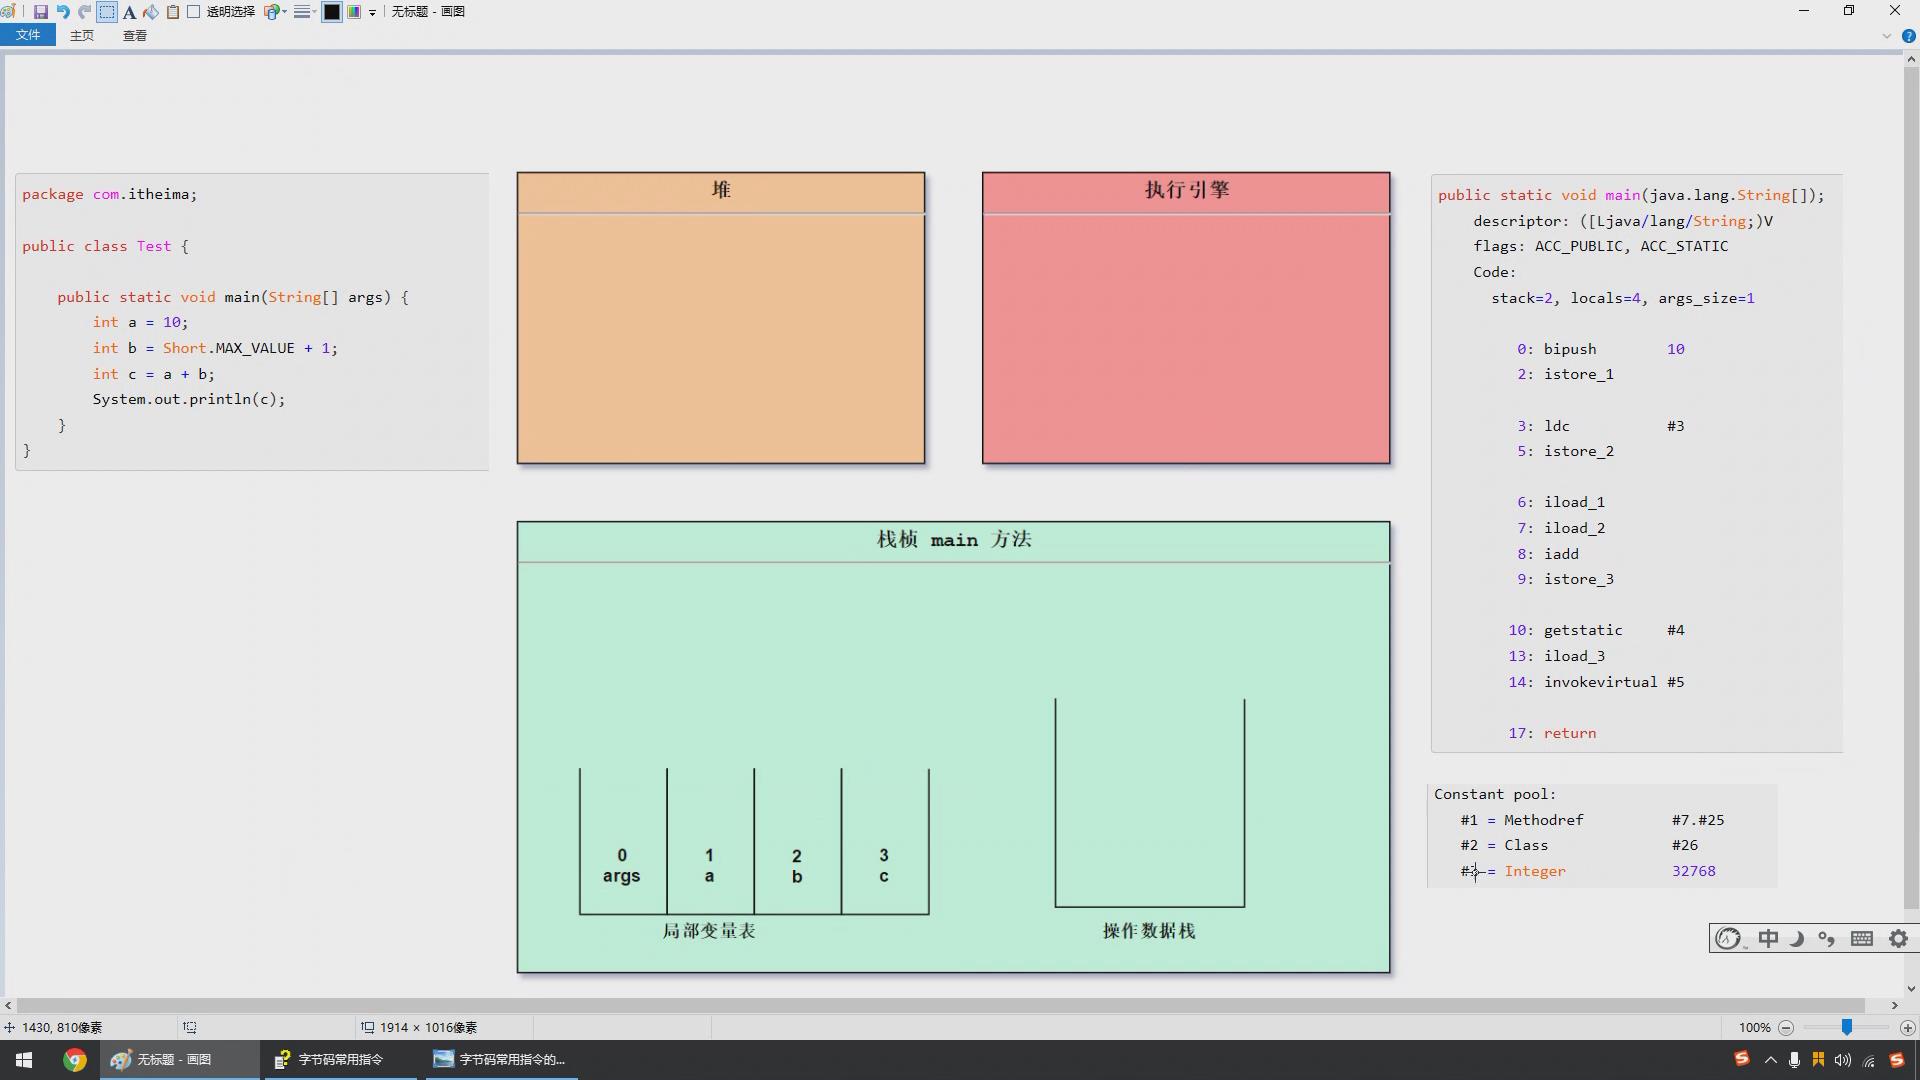 透明选择
无标题 - 画图
文件 主页 查看
package com.itheima;
public class Test {
public static void main(String[] args) {
int a = 10;
int b = Short.MAX_VALUE + 1;
int c = a + b;
System.out.println(c);
}
}
堆
执行引擎
栈桢 main 方法
0 1 2 3
args a b c
局部变量表
操作数据栈
public static void main(java.lang.String[]);
descriptor: ([Ljava/lang/String;)V
flags: ACC_PUBLIC, ACC_STATIC
Code:
stack=2, locals=4, args_size=1
0: bipush 10
2: istore_1
3: ldc #3
5: istore_2
6: iload_1
7: iload_2
8: iadd
9: istore_3
10: getstatic #4
13: iload_3
14: invokevirtual #5
17: return
Constant pool:
#1 = Methodref #7.#25
#2 = Class #26
# = Integer 32768
中
1430, 810像素
1914 × 1016像素
100%
无标题 - 画图
字节码常用指令
字节码常用指令的...